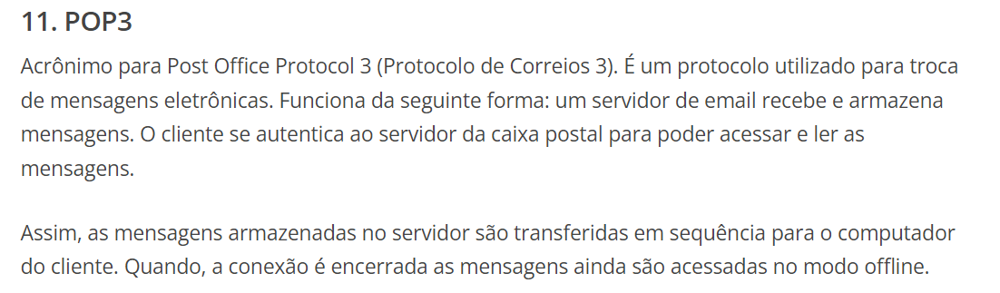 11. POP3
Acrônimo para Post Office Protocol 3 (Protocolo de Correios 3). É um protocolo utilizado para troca
de mensagens eletrônicas. Funciona da seguinte forma: um servidor de email recebe e armazena
mensagens. O cliente se autentica ao servidor da caixa postal para poder acessar e ler as
mensagens.
Assim, as mensagens armazenadas no servidor são transferidas em sequência para o computador
do cliente. Quando, a conexão é encerrada as mensagens ainda são acessadas no modo offline.